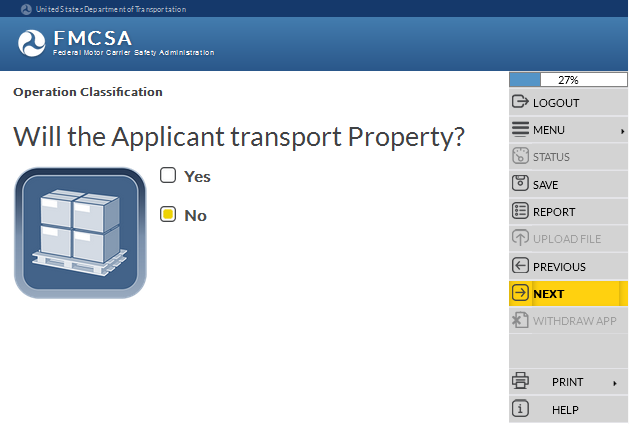 United States Department of Transportation
FMCSA
Federal Motor Carrier Safety Administration
Operation Classification
Will the Applicant transport Property?
Yes
No
27%
LOGOUT
MENU
STATUS
SAVE
REPORT
UPLOAD FILE
PREVIOUS
NEXT
WITHDRAW APP
PRINT
HELP